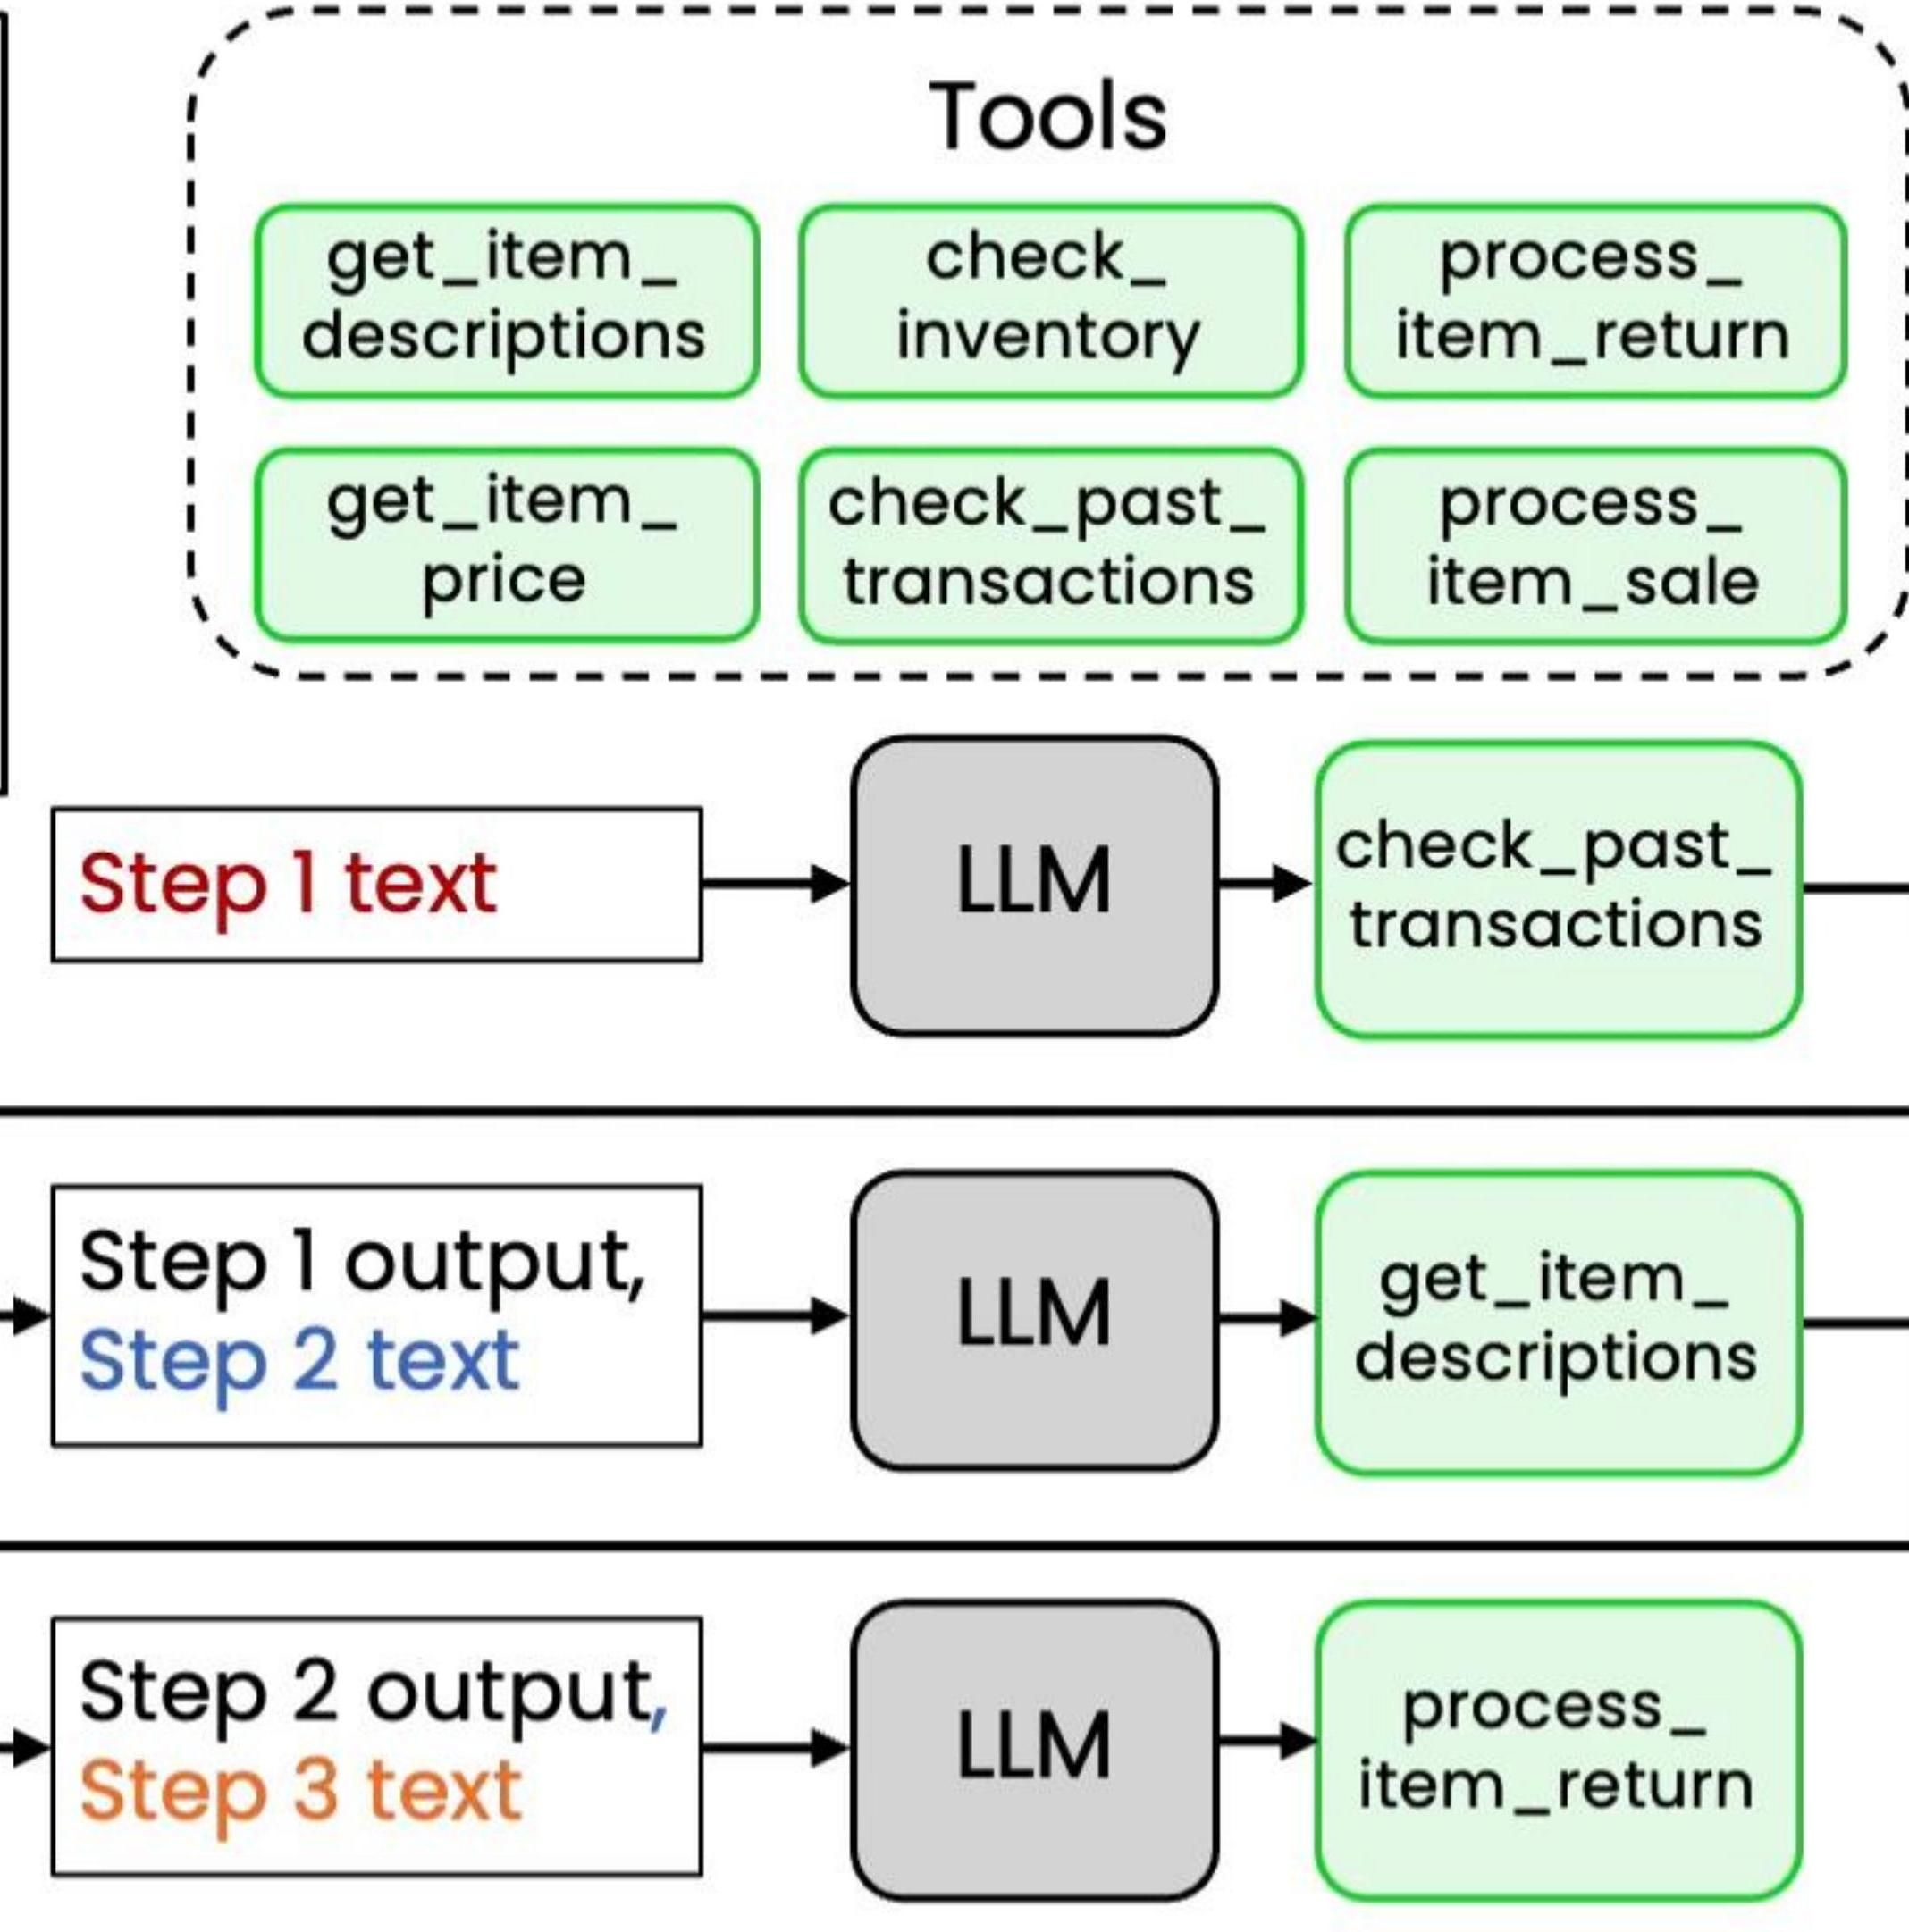 Tools
get_item_
descriptions
check_
inventory
process_
item_return
get_item_
price
check_past_
transactions
process_
item_sale
Step 1 text
LLM
check_past_
transactions
Step 1 output,
Step 2 text
LLM
get_item_
descriptions
Step 2 output,
Step 3 text
LLM
process_
item_return